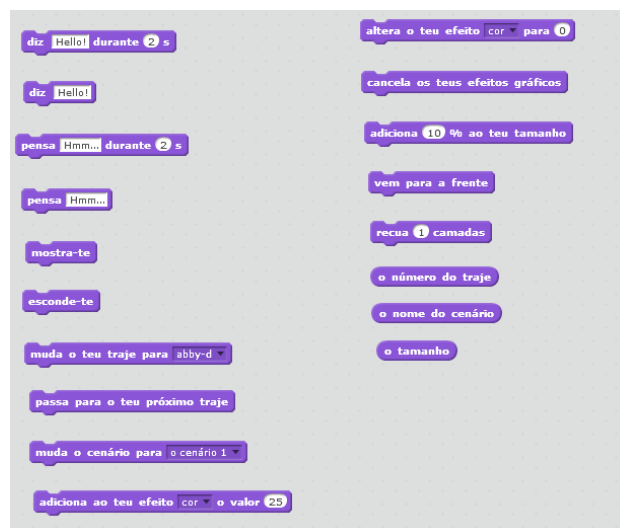 diz Hello! durante 2 s
diz Hello!
pensa Hmm... durante 2 s
pensa Hmm...
mostra-te
esconde-te
muda o teu traje para abby-d
passa para o teu próximo traje
muda o cenário para o cenário 1
adiciona ao teu efeito cor o valor 25
altera o teu efeito cor para 0
cancela os teus efeitos gráficos
adiciona 10 % ao teu tamanho
vem para a frente
recua 1 camadas
o número do traje
o nome do cenário
o tamanho